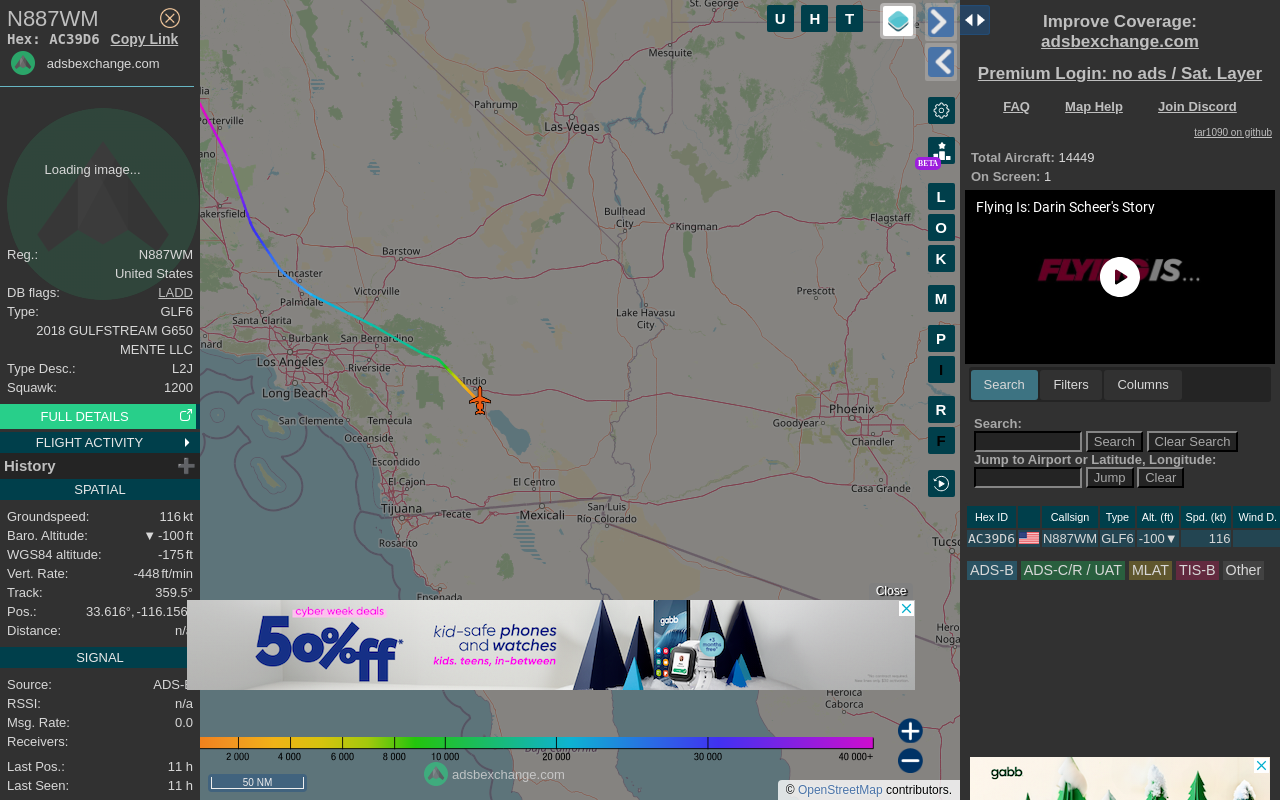 N887WM
Hex: AC39D6 Copy Link
adsbexchange.com
Loading image...
Reg.: N887WM
United States
DB flags: LADD
Type: GLF6
2018 GULFSTREAM G650
MENTE LLC
Type Desc.: L2J
Squawk: 1200
FULL DETAILS
FLIGHT ACTIVITY
History
SPATIAL
Groundspeed: 116 kt
Baro. Altitude: ▼ -100 ft
WGS84 altitude: -175 ft
Vert. Rate: -448 ft/min
Track: 359.5°
Pos.: 33.616°, -116.156
Distance: n/a
SIGNAL
Source: ADS-B
RSSI: n/a
Msg. Rate: 0.0
Receivers:
Last Pos.: 11 h
Last Seen: 11 h
U H T
St. George
Mesquite
Pahrump
Las Vegas
Porterville
Bullhead
City
Kingman
Flagstaff
Barstow
Lancaster
Victorville
Palmdale
Prescott
Lake Havasu
City
Santa Clarita
Burbank
San Bernardino
Los Angeles
Riverside
Indio
Long Beach
San Clemente
Temecula
Oceanside
Escondido
El Cajon
El Centro
Tijuana
Tecate
Mexicali
San Luis
Río Colorado
Rosarito
Ensenada
Phoenix
Goodyear
Chandler
Casa Grande
Heroica
Caborca
BETA
L
O
K
M
P
I
R
F
Close
cyber week deals
50%off*
kid-safe phones
and watches
kids. teens, in-between
gabb
+3
months
free*
2 000 4 000 6 000 8 000 10 000 20 000 30 000 40 000+
50 NM
adsbexchange.com
© OpenStreetMap contributors.
Improve Coverage:
adsbexchange.com
Premium Login: no ads / Sat. Layer
FAQ Map Help Join Discord
tar1090 on github
Total Aircraft: 14449
On Screen: 1
Flying Is: Darin Scheer's Story
FLYING IS...
Search Filters Columns
Search:
Search Clear Search
Jump to Airport or Latitude, Longitude:
Jump Clear
Hex ID Callsign Type Alt. (ft) Spd. (kt) Wind D.
AC39D6 N887WM GLF6 -100▼ 116
ADS-B ADS-C/R / UAT MLAT TIS-B Other
gabb